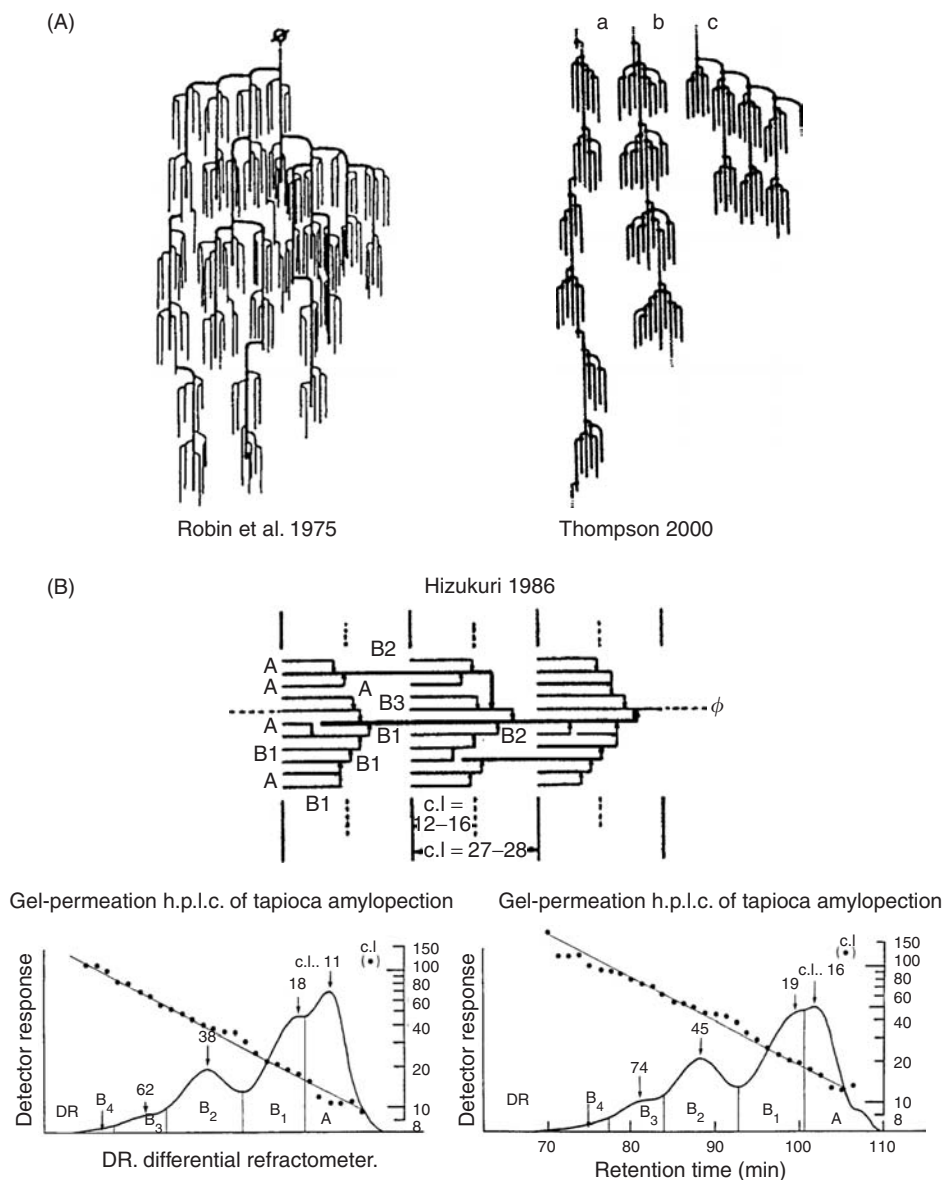 (A)
a b c
Robin et al. 1975
Thompson 2000
(B)
Hizukuri 1986
B2
A
A
A
B3
ϕ
A
B1
B2
B1
B1
A
B1
c.l =
12–16
c.l = 27–28
Gel-permeation h.p.l.c. of tapioca amylopection
Detector response
c.l
(•)
150
100
80
60
40
20
10
8
c.l.. 11
18
38
62
DR
B4
B3
B2
B1
A
DR. differential refractometer.
Gel-permeation h.p.l.c. of tapioca amylopection
Detector response
c.l
(•)
150
100
80
60
40
20
10
8
c.l.. 16
19
45
74
DR
B4
B3
B2
B1
A
70 80 90 100 110
Retention time (min)